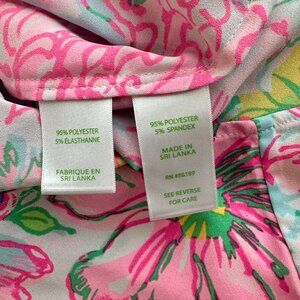 95% POLYESTER
5% ÉLASTHANNE
FABRIQUÉ EN
SRI LANKA
95% POLYESTER
5% SPANDEX
MADE IN
SRI LANKA
RN #80189
SEE REVERSE
FOR CARE